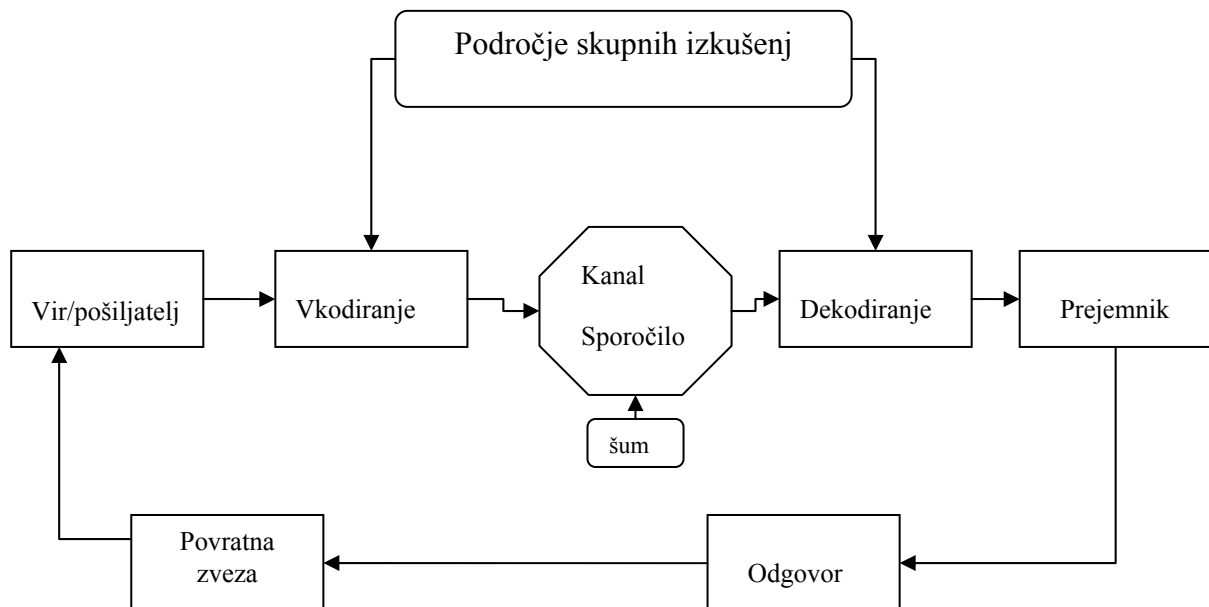 Področje skupnih izkušenj
Vir/pošiljatelj
Vkodiranje
Kanal
Sporočilo
Dekodiranje
Prejemnik
šum
Povratna
zveza
Odgovor